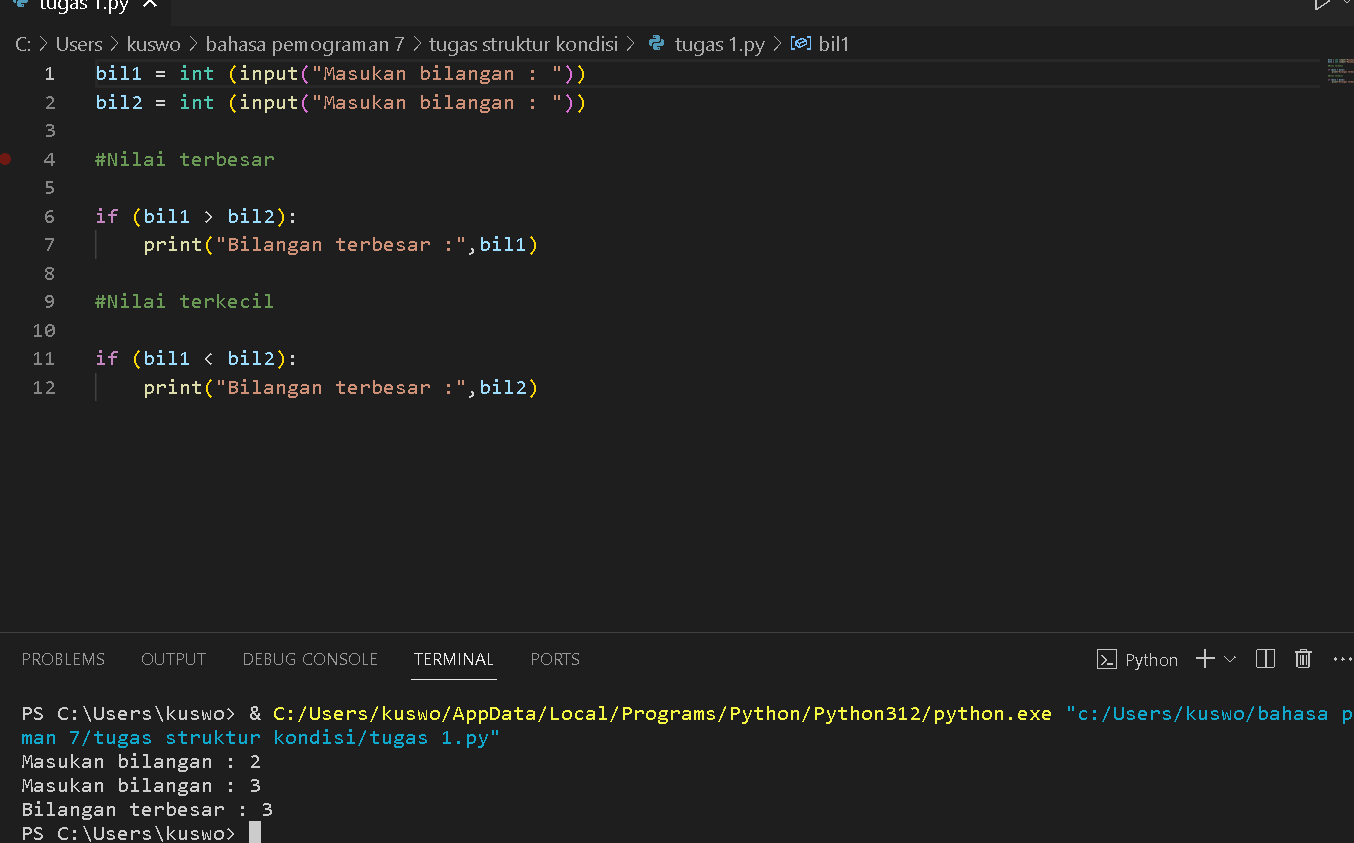 tugas 1.py
C: > Users > kuswo > bahasa pemograman 7 > tugas struktur kondisi > tugas 1.py > bil1
1 bil1 = int (input("Masukan bilangan : "))
2 bil2 = int (input("Masukan bilangan : "))
3
4 #Nilai terbesar
5
6 if (bil1 > bil2):
7 print("Bilangan terbesar :",bil1)
8
9 #Nilai terkecil
10
11 if (bil1 < bil2):
12 print("Bilangan terbesar :",bil2)
PROBLEMS OUTPUT DEBUG CONSOLE TERMINAL PORTS Python
PS C:\Users\kuswo> & C:/Users/kuswo/AppData/Local/Programs/Python/Python312/python.exe "c:/Users/kuswo/bahasa p
man 7/tugas struktur kondisi/tugas 1.py"
Masukan bilangan : 2
Masukan bilangan : 3
Bilangan terbesar : 3
PS C:\Users\kuswo>